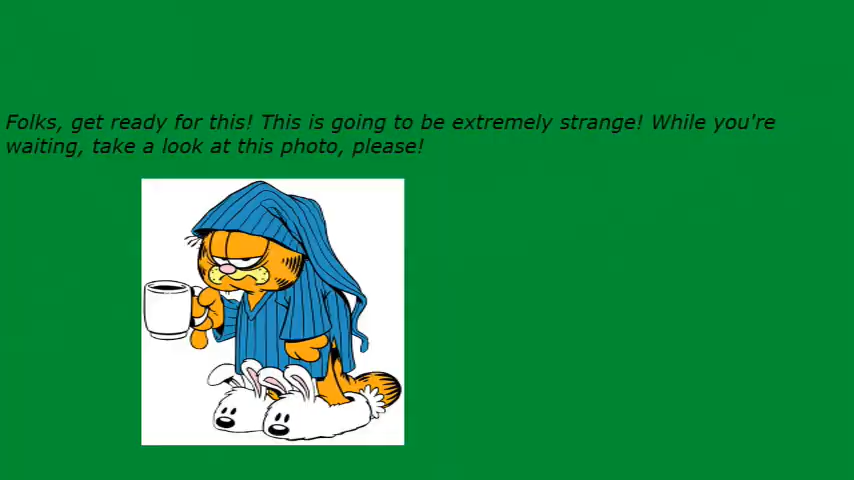 Folks, get ready for this! This is going to be extremely strange! While you're
waiting, take a look at this photo, please!